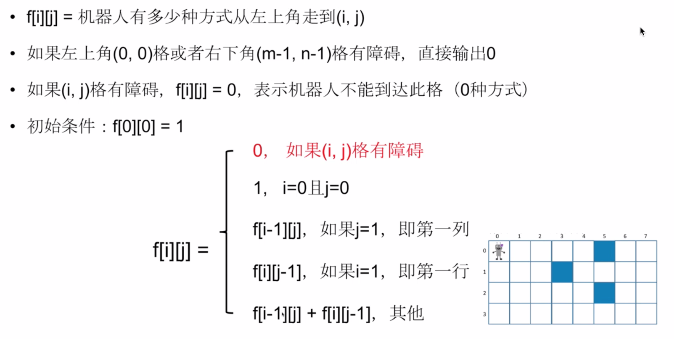 • f[i][j] = 机器人有多少种方式从左上角走到(i, j)
• 如果左上角(0, 0)格或者右下角(m-1, n-1)格有障碍，直接输出0
• 如果(i, j)格有障碍，f[i][j] = 0，表示机器人不能到达此格（0种方式）
• 初始条件：f[0][0] = 1
0， 如果(i, j)格有障碍
1，i=0且j=0
f[i][j] =
f[i-1][j]，如果j=1，即第一列
f[i][j-1]，如果i=1，即第一行
f[i-1][j] + f[i][j-1]，其他
0 1 2 3 4 5 6 7
0
1
2
3